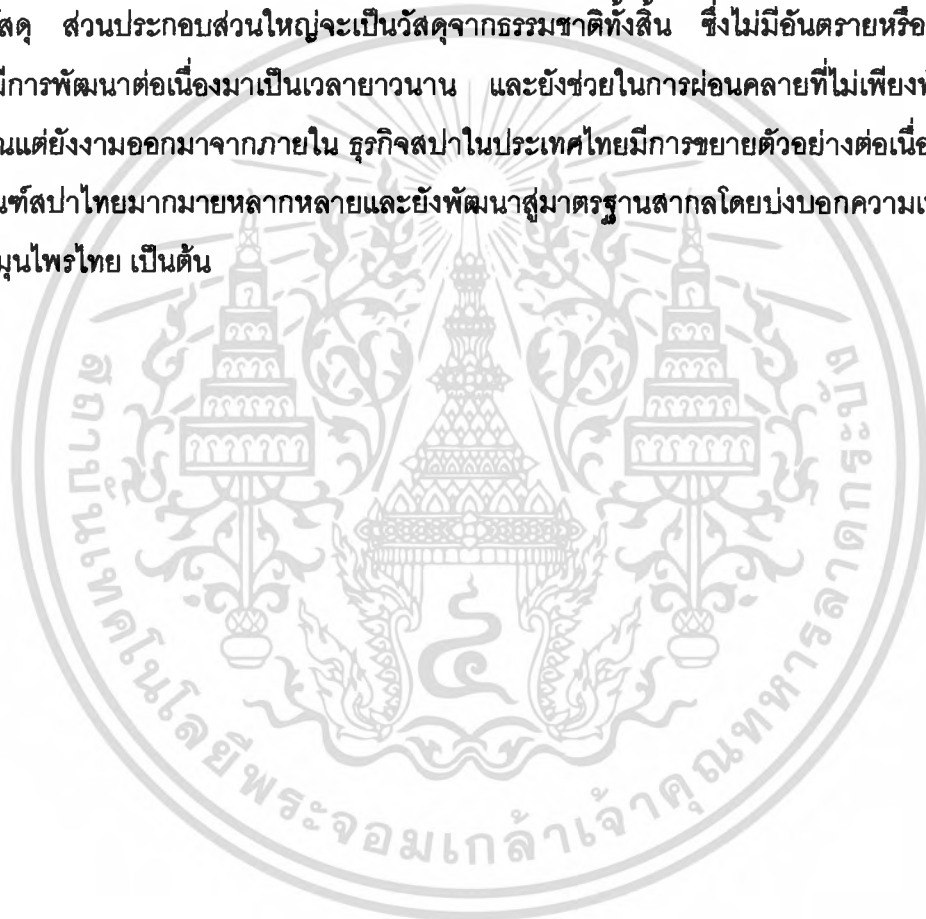 วัสดุ ส่วนประกอบส่วนใหญ่จะเป็นวัสดุจากธรรมชาติทั้งสิ้น ซึ่งไม่มีอันตรายหรือ
มีการพัฒนาต่อเนื่องมาเป็นเวลายาวนาน และยังช่วยในการผ่อนคลายที่ไม่เพียง
แต่ยังงามออกมาจากภายใน ธุรกิจสปาในประเทศไทยมีการขยายตัวอย่างต่อเนื่อ
ฑ์สปาไทยมากมายหลากหลายและยังพัฒนาสู่มาตรฐานสากลโดยบ่งบอกความ
มุนไพรไทย เป็นต้น
สถาบันเทคโนโลยีพระจอมเกล้าเจ้าคุณทหารลาดกระบัง
๔